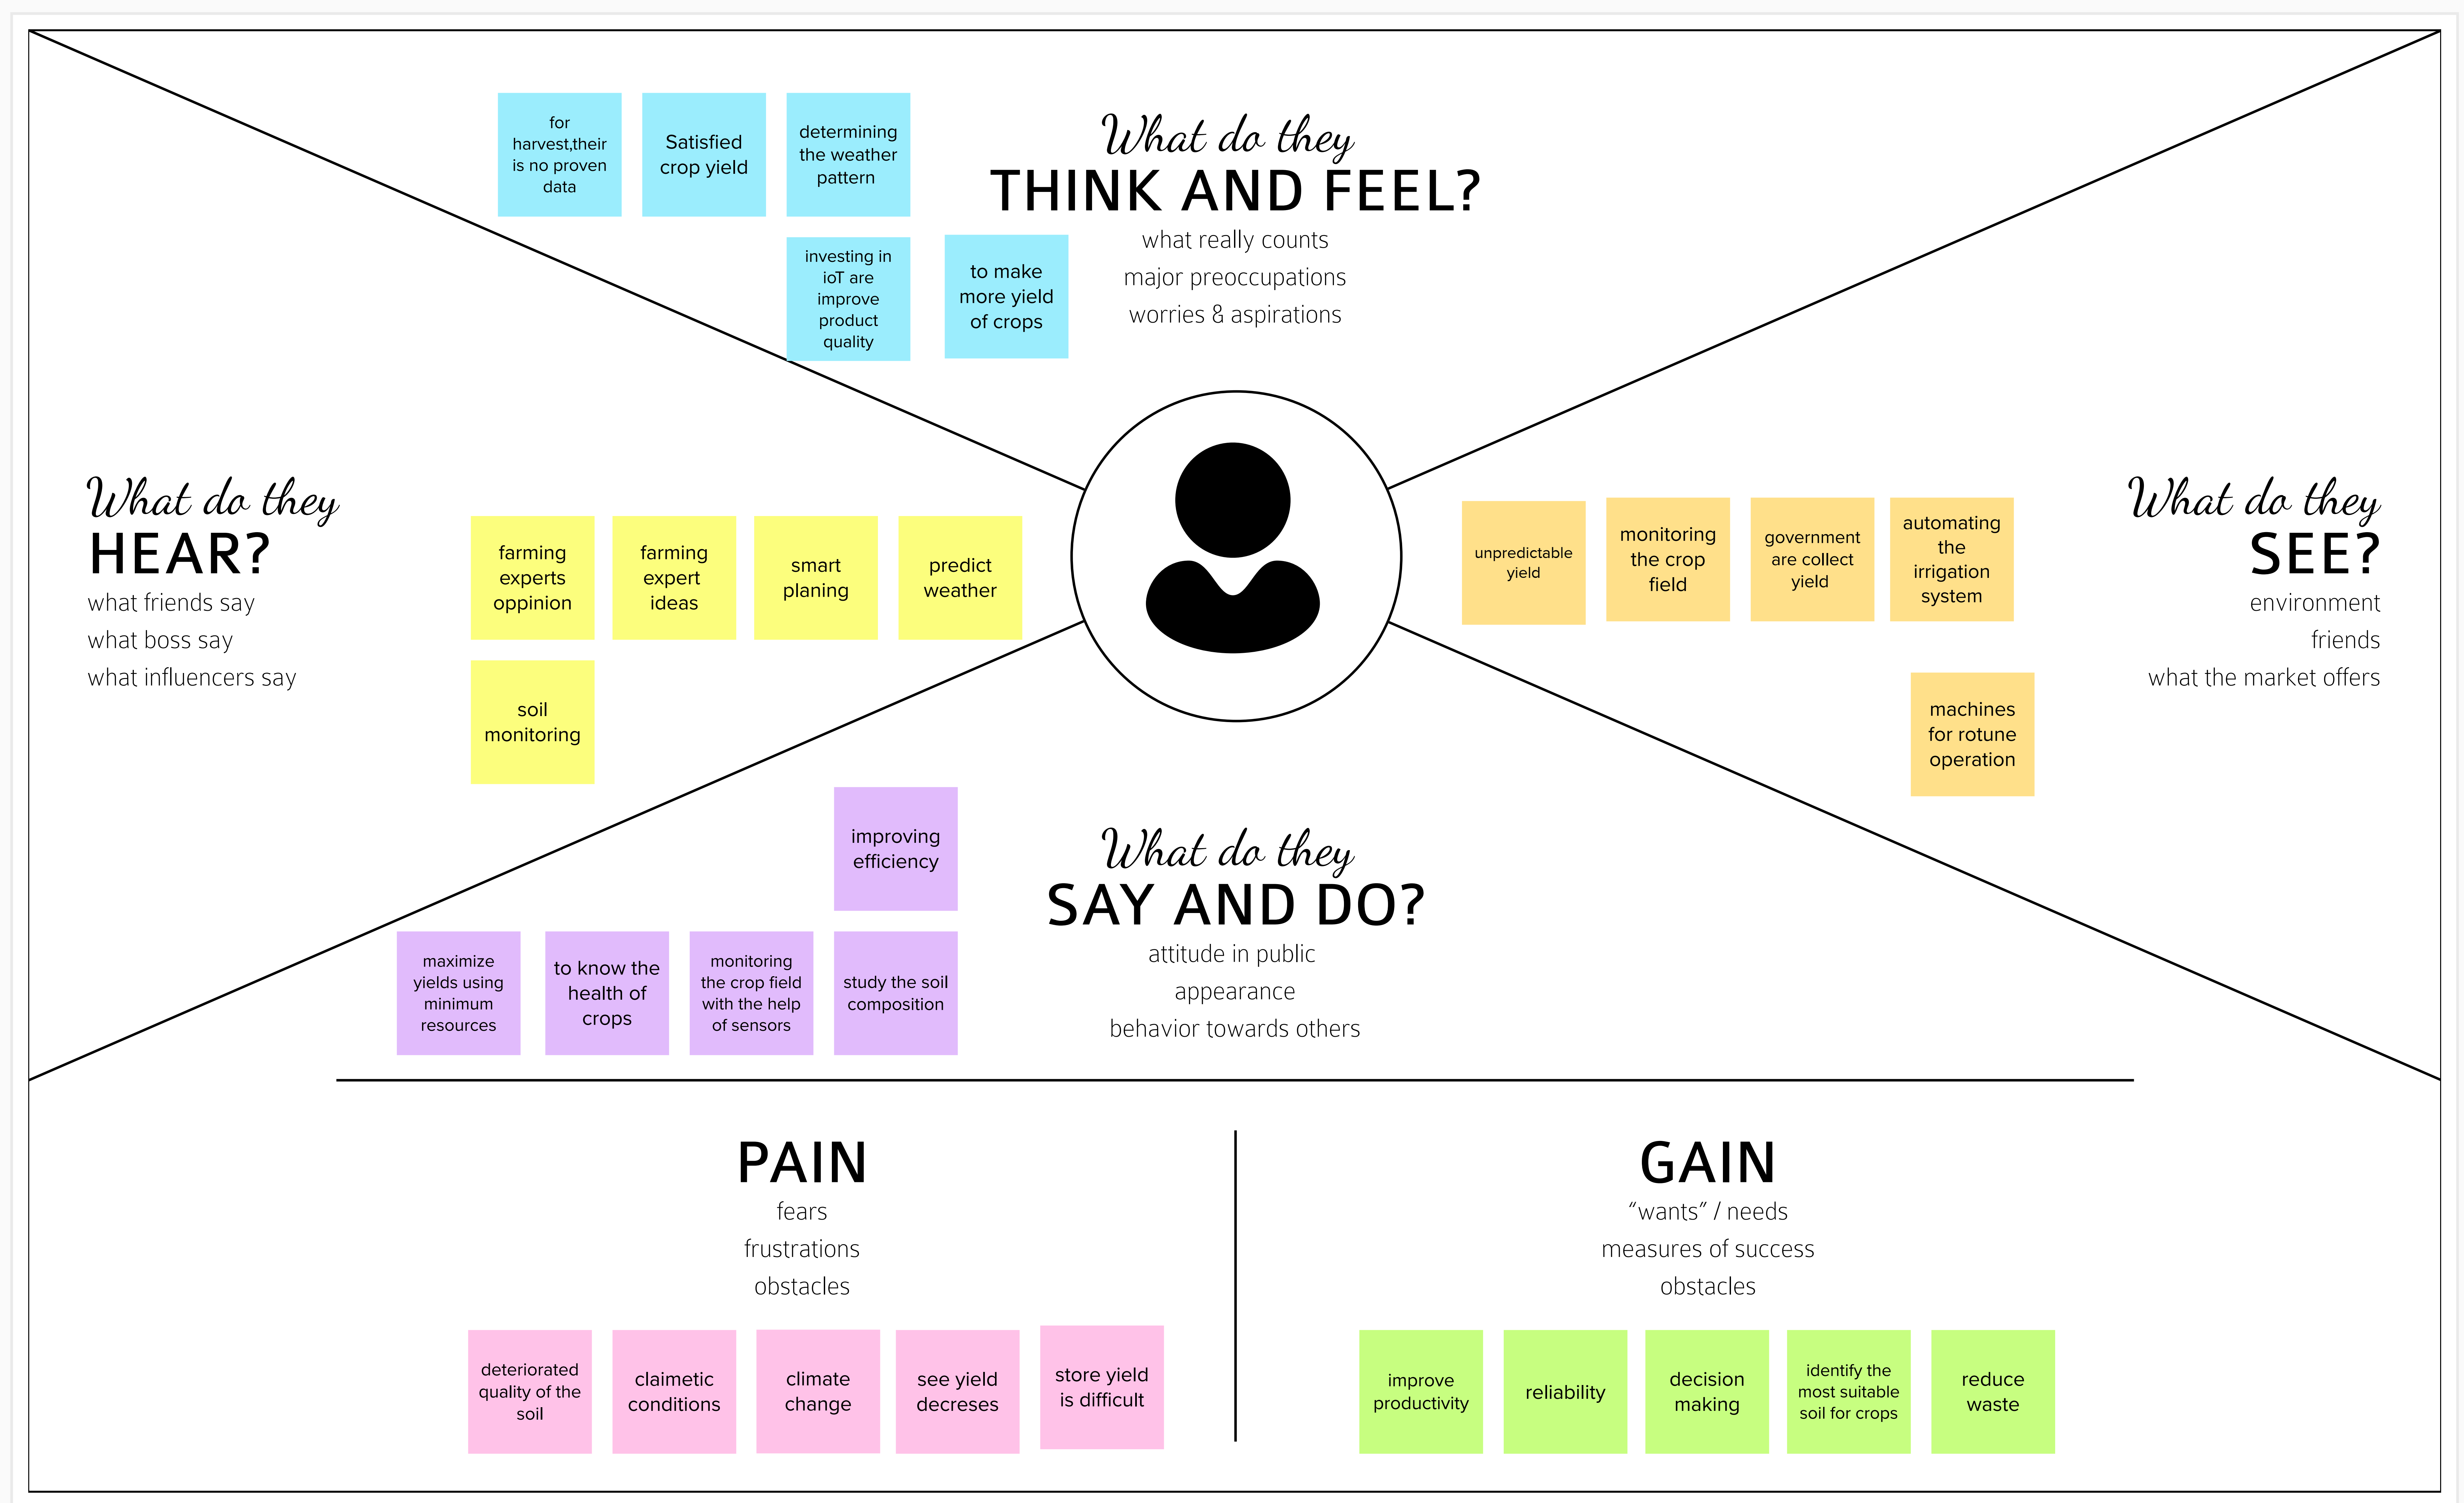 for
harvest,their
is no proven
data
Satisfied
crop yield
determining
the weather
pattern
investing in
ioT are
improve
product
quality
to make
more yield
of crops
What do they
THINK AND FEEL?
what really counts
major preoccupations
worries & aspirations
What do they
HEAR?
what friends say
what boss say
what influencers say
farming
experts
oppinion
farming
expert
ideas
smart
planing
predict
weather
soil
monitoring
unpredictable
yield
monitoring
the crop
field
government
are collect
yield
automating
the
irrigation
system
machines
for rotune
operation
What do they
SEE?
environment
friends
what the market offers
improving
efficiency
maximize
yields using
minimum
resources
to know the
health of
crops
monitoring
the crop field
with the help
of sensors
study the soil
composition
What do they
SAY AND DO?
attitude in public
appearance
behavior towards others
PAIN
fears
frustrations
obstacles
deteriorated
quality of the
soil
claimetic
conditions
climate
change
see yield
decreses
store yield
is difficult
GAIN
“wants” / needs
measures of success
obstacles
improve
productivity
reliability
decision
making
identify the
most suitable
soil for crops
reduce
waste